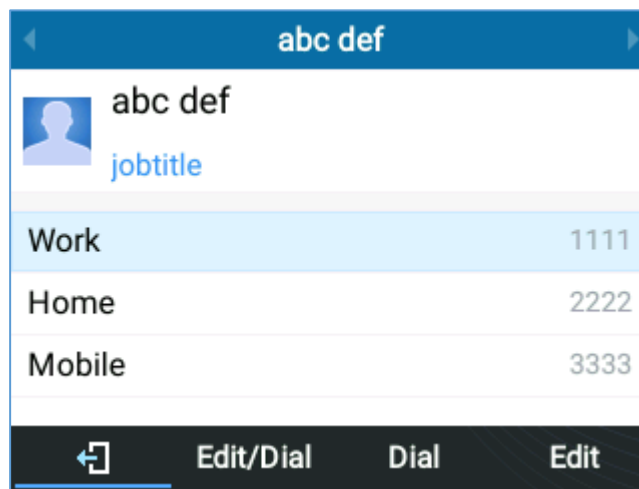 abc def
abc def
jobtitle
Work 1111
Home 2222
Mobile 3333
Edit/Dial Dial Edit